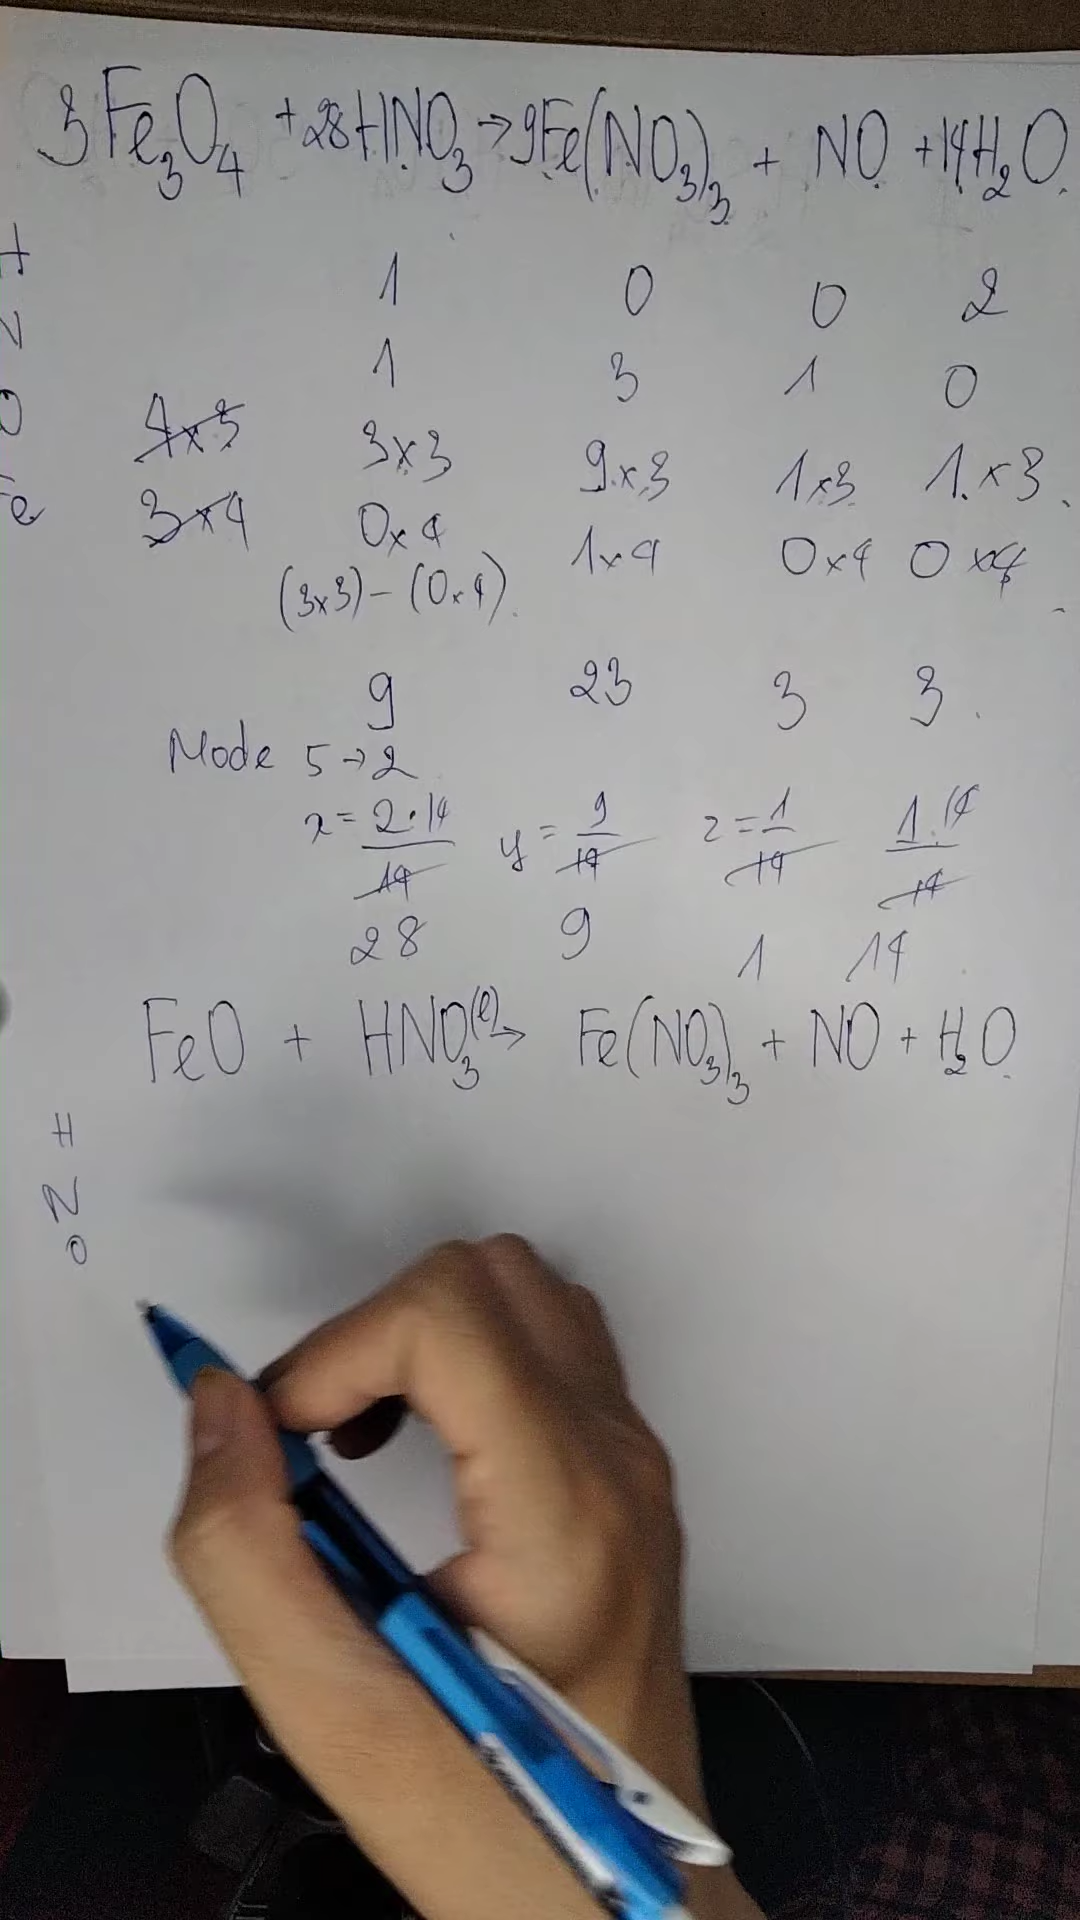 3Fe₃O₄ + 28HNO₃ → 9Fe(NO₃)₃ + NO + 14H₂O
H 1 0 0 2
N 1 3 1 0
O 4x3 3x3 9x3 1x3 1x3
Fe 3x4 0x4 1x4 0x4 0x4
(3x3) - (0x4)
9 23 3 3
Mode 5 → 2
x = 2.14/14 y = 9/14 z = 1/14 1.14/14
28 9 1 14
FeO + HNO₃(l) → Fe(NO₃)₃ + NO + H₂O
H
N
O